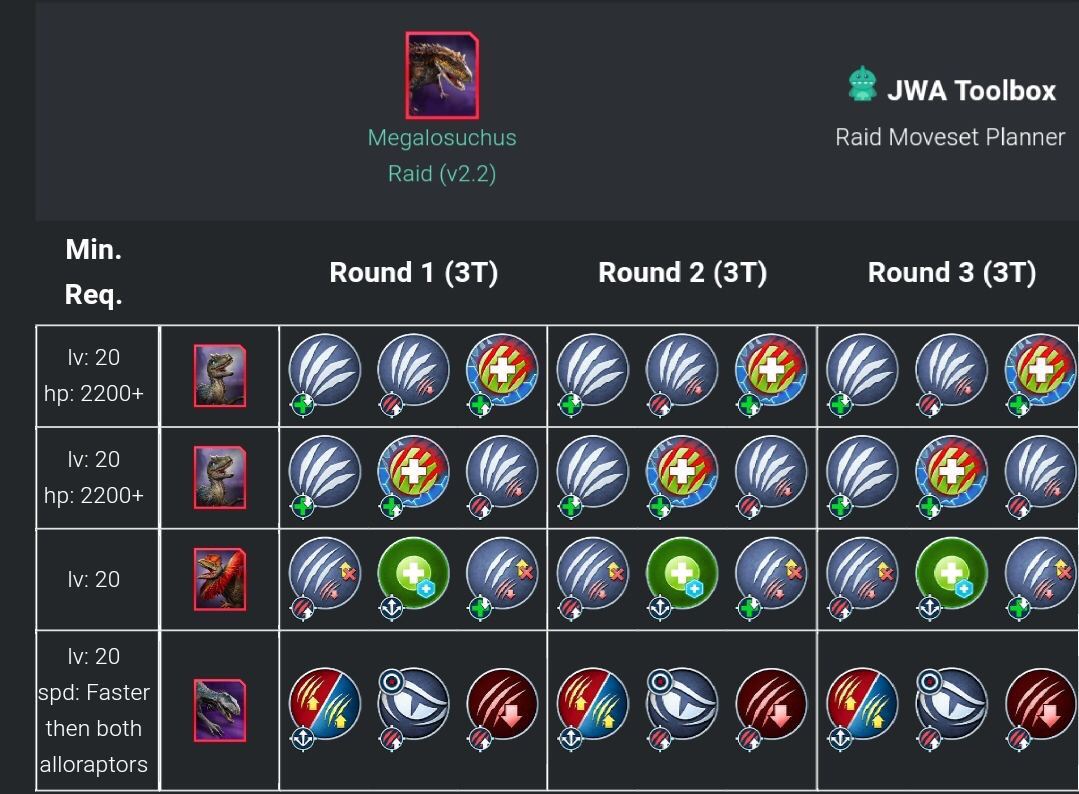 JWA Toolbox
Megalosuchus
Raid Moveset Planner
Raid (v2.2)
Min.
Req.
Round 1 (3T)
Round 2 (3T)
Round 3 (3T)
lv: 20
hp: 2200+
lv: 20
hp: 2200+
lv: 20
lv: 20
spd: Faster
then both
alloraptors